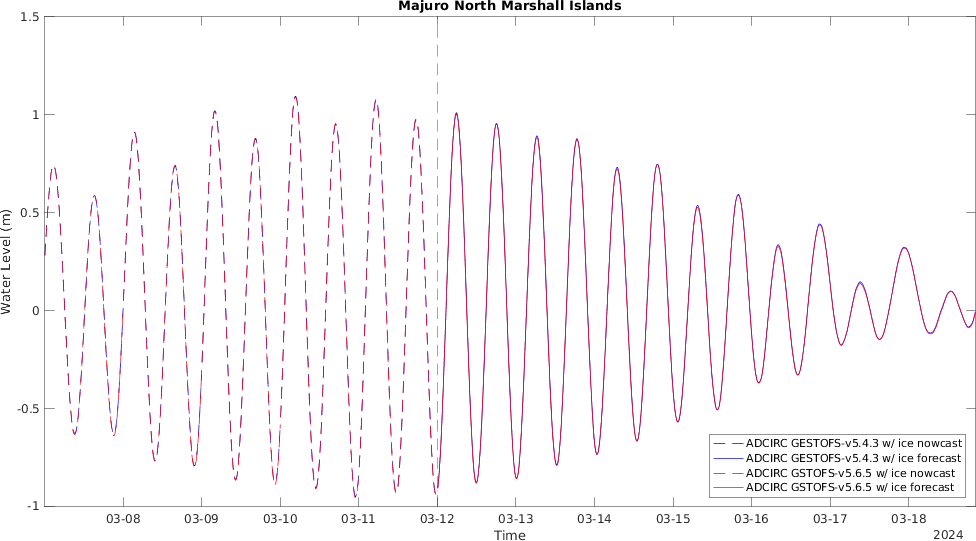 Majuro North Marshall Islands
1.5
1
0.5
0
-0.5
-1
Water Level (m)
ADCIRC GESTOFS-v5.4.3 w/ ice nowcast
ADCIRC GESTOFS-v5.4.3 w/ ice forecast
ADCIRC GSTOFS-v5.6.5 w/ ice nowcast
ADCIRC GSTOFS-v5.6.5 w/ ice forecast
03-08 03-09 03-10 03-11 03-12 03-13 03-14 03-15 03-16 03-17 03-18
Time
2024